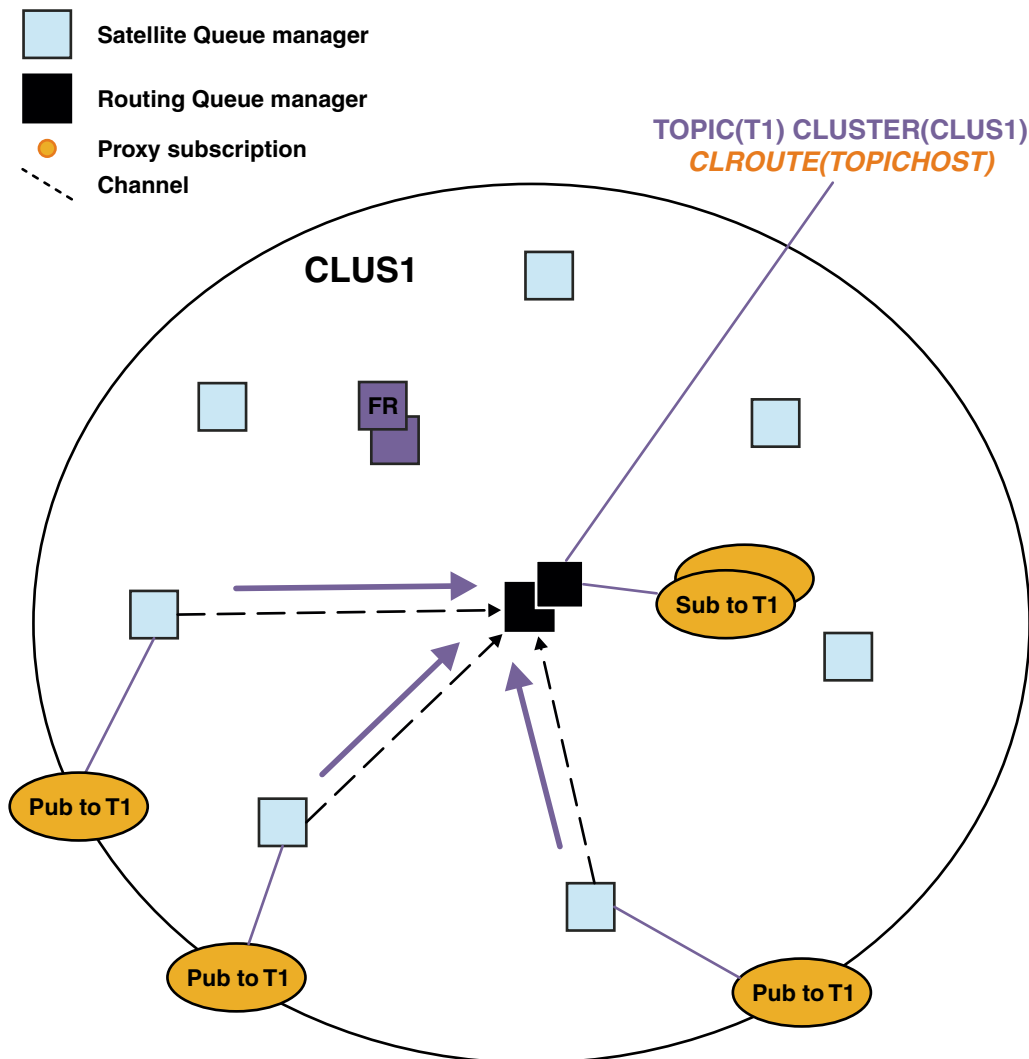 Satellite Queue manager
Routing Queue manager
Proxy subscription
Channel
TOPIC(T1) CLUSTER(CLUS1)
CLROUTE(TOPICHOST)
CLUS1
FR
Sub to T1
Pub to T1
Pub to T1
Pub to T1